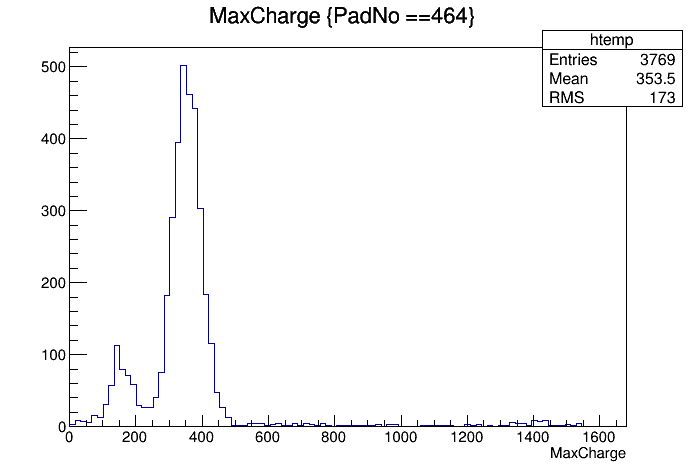 MaxCharge {PadNo ==464}
htemp
Entries 3769
Mean 353.5
RMS 173
500
400
300
200
100
0
0 200 400 600 800 1000 1200 1400 1600
MaxCharge